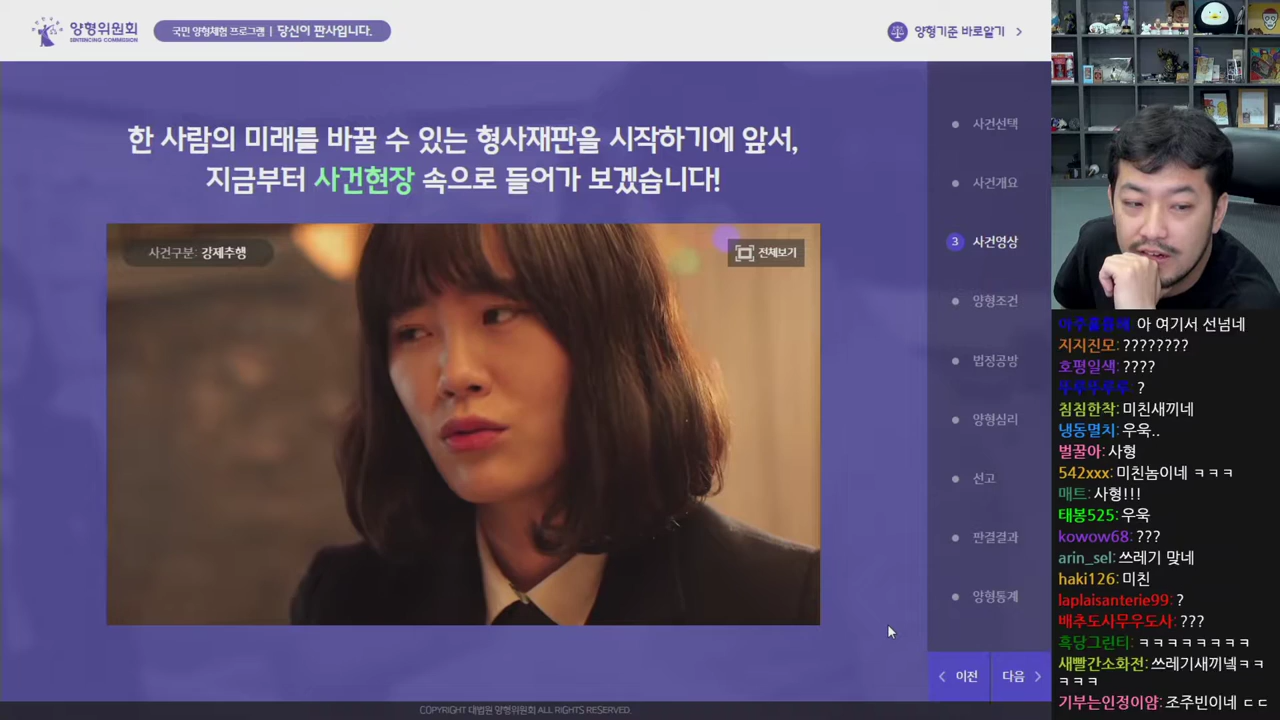 양형위원회
SENTENCING COMMISSION
국민 양형체험 프로그램 | 당신이 판사입니다.
양형기준 바로알기 >
한 사람의 미래를 바꿀 수 있는 형사재판을 시작하기에 앞서,
지금부터 사건현장 속으로 들어가 보겠습니다!
사건구분: 강제추행
전체보기
사건선택
사건개요
3 사건영상
양형조건
법정공방
양형심리
선고
판결결과
양형통계
< 이전
다음 >
COPYRIGHT 대법원 양형위원회 ALL RIGHTS RESERVED.
아 여기서 선넘네
지지진모: ????????
호평일색: ????
뚜루뚜루루: ?
침침한착: 미친새끼네
냉동멸치: 우욱..
벌꿀아: 사형
542xxx: 미친놈이네 ㅋㅋㅋ
매트: 사형!!!
태봉525: 우욱
kowow68: ???
arin_sel: 쓰레기 맞네
haki126: 미친
laplaisanterie99: ?
배추도사무우도사: ???
흑당그린티: ㅋㅋㅋㅋㅋㅋㅋㅋ
새빨간소화전: 쓰레기새끼넼ㅋㅋ
ㅋㅋㅋ
기부는인정이암: 조주빈이네 ㄷㄷ